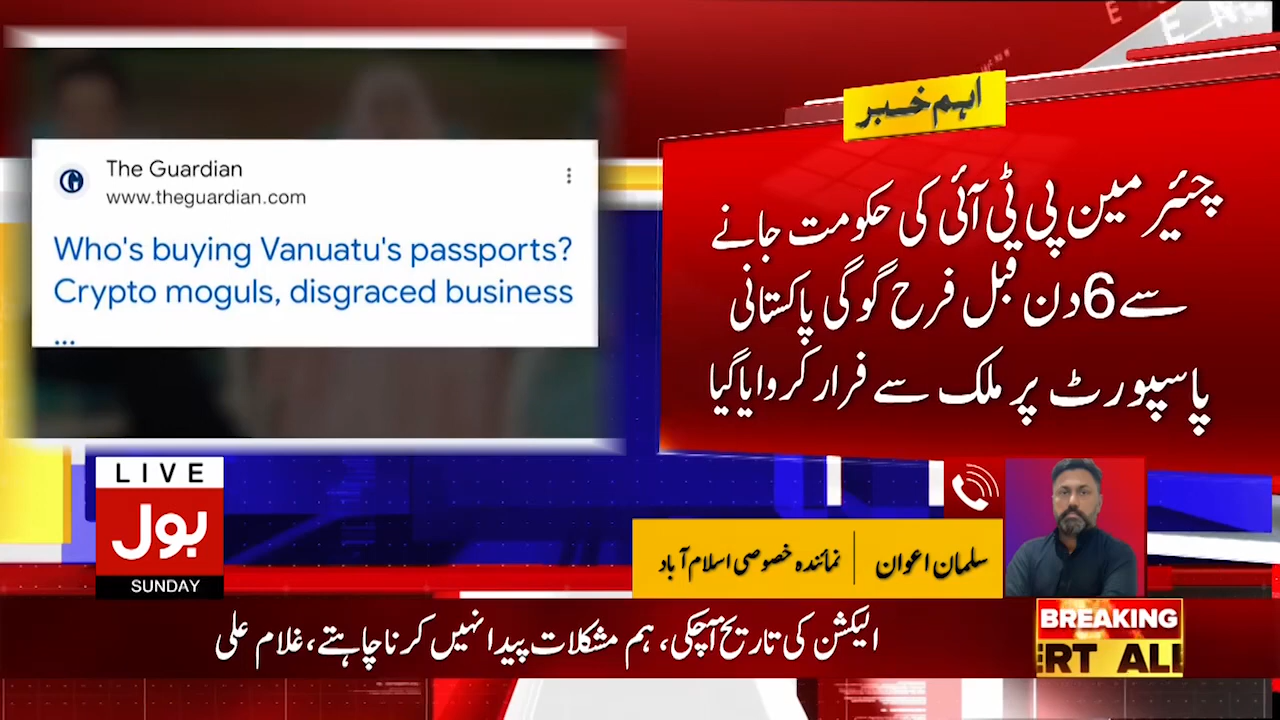 The Guardian
www.theguardian.com
Who's buying Vanuatu's passports?
Crypto moguls, disgraced business
...
اہم خبر
چئیرمین پی ٹی آئی کی حکومت جانے
سے 6 دن قبل فرح گوگی پاکستانی
پاسپورٹ پر ملک سے فرار کروایا گیا
LIVE
بول
SUNDAY
سلمان اعوان
نمائندہ خصوصی اسلام آباد
الیکشن کی تاریخ آچکی، ہم مشکلات پیدا نہیں کرنا چاہتے، غلام علی
BREAKING
ERT ALE